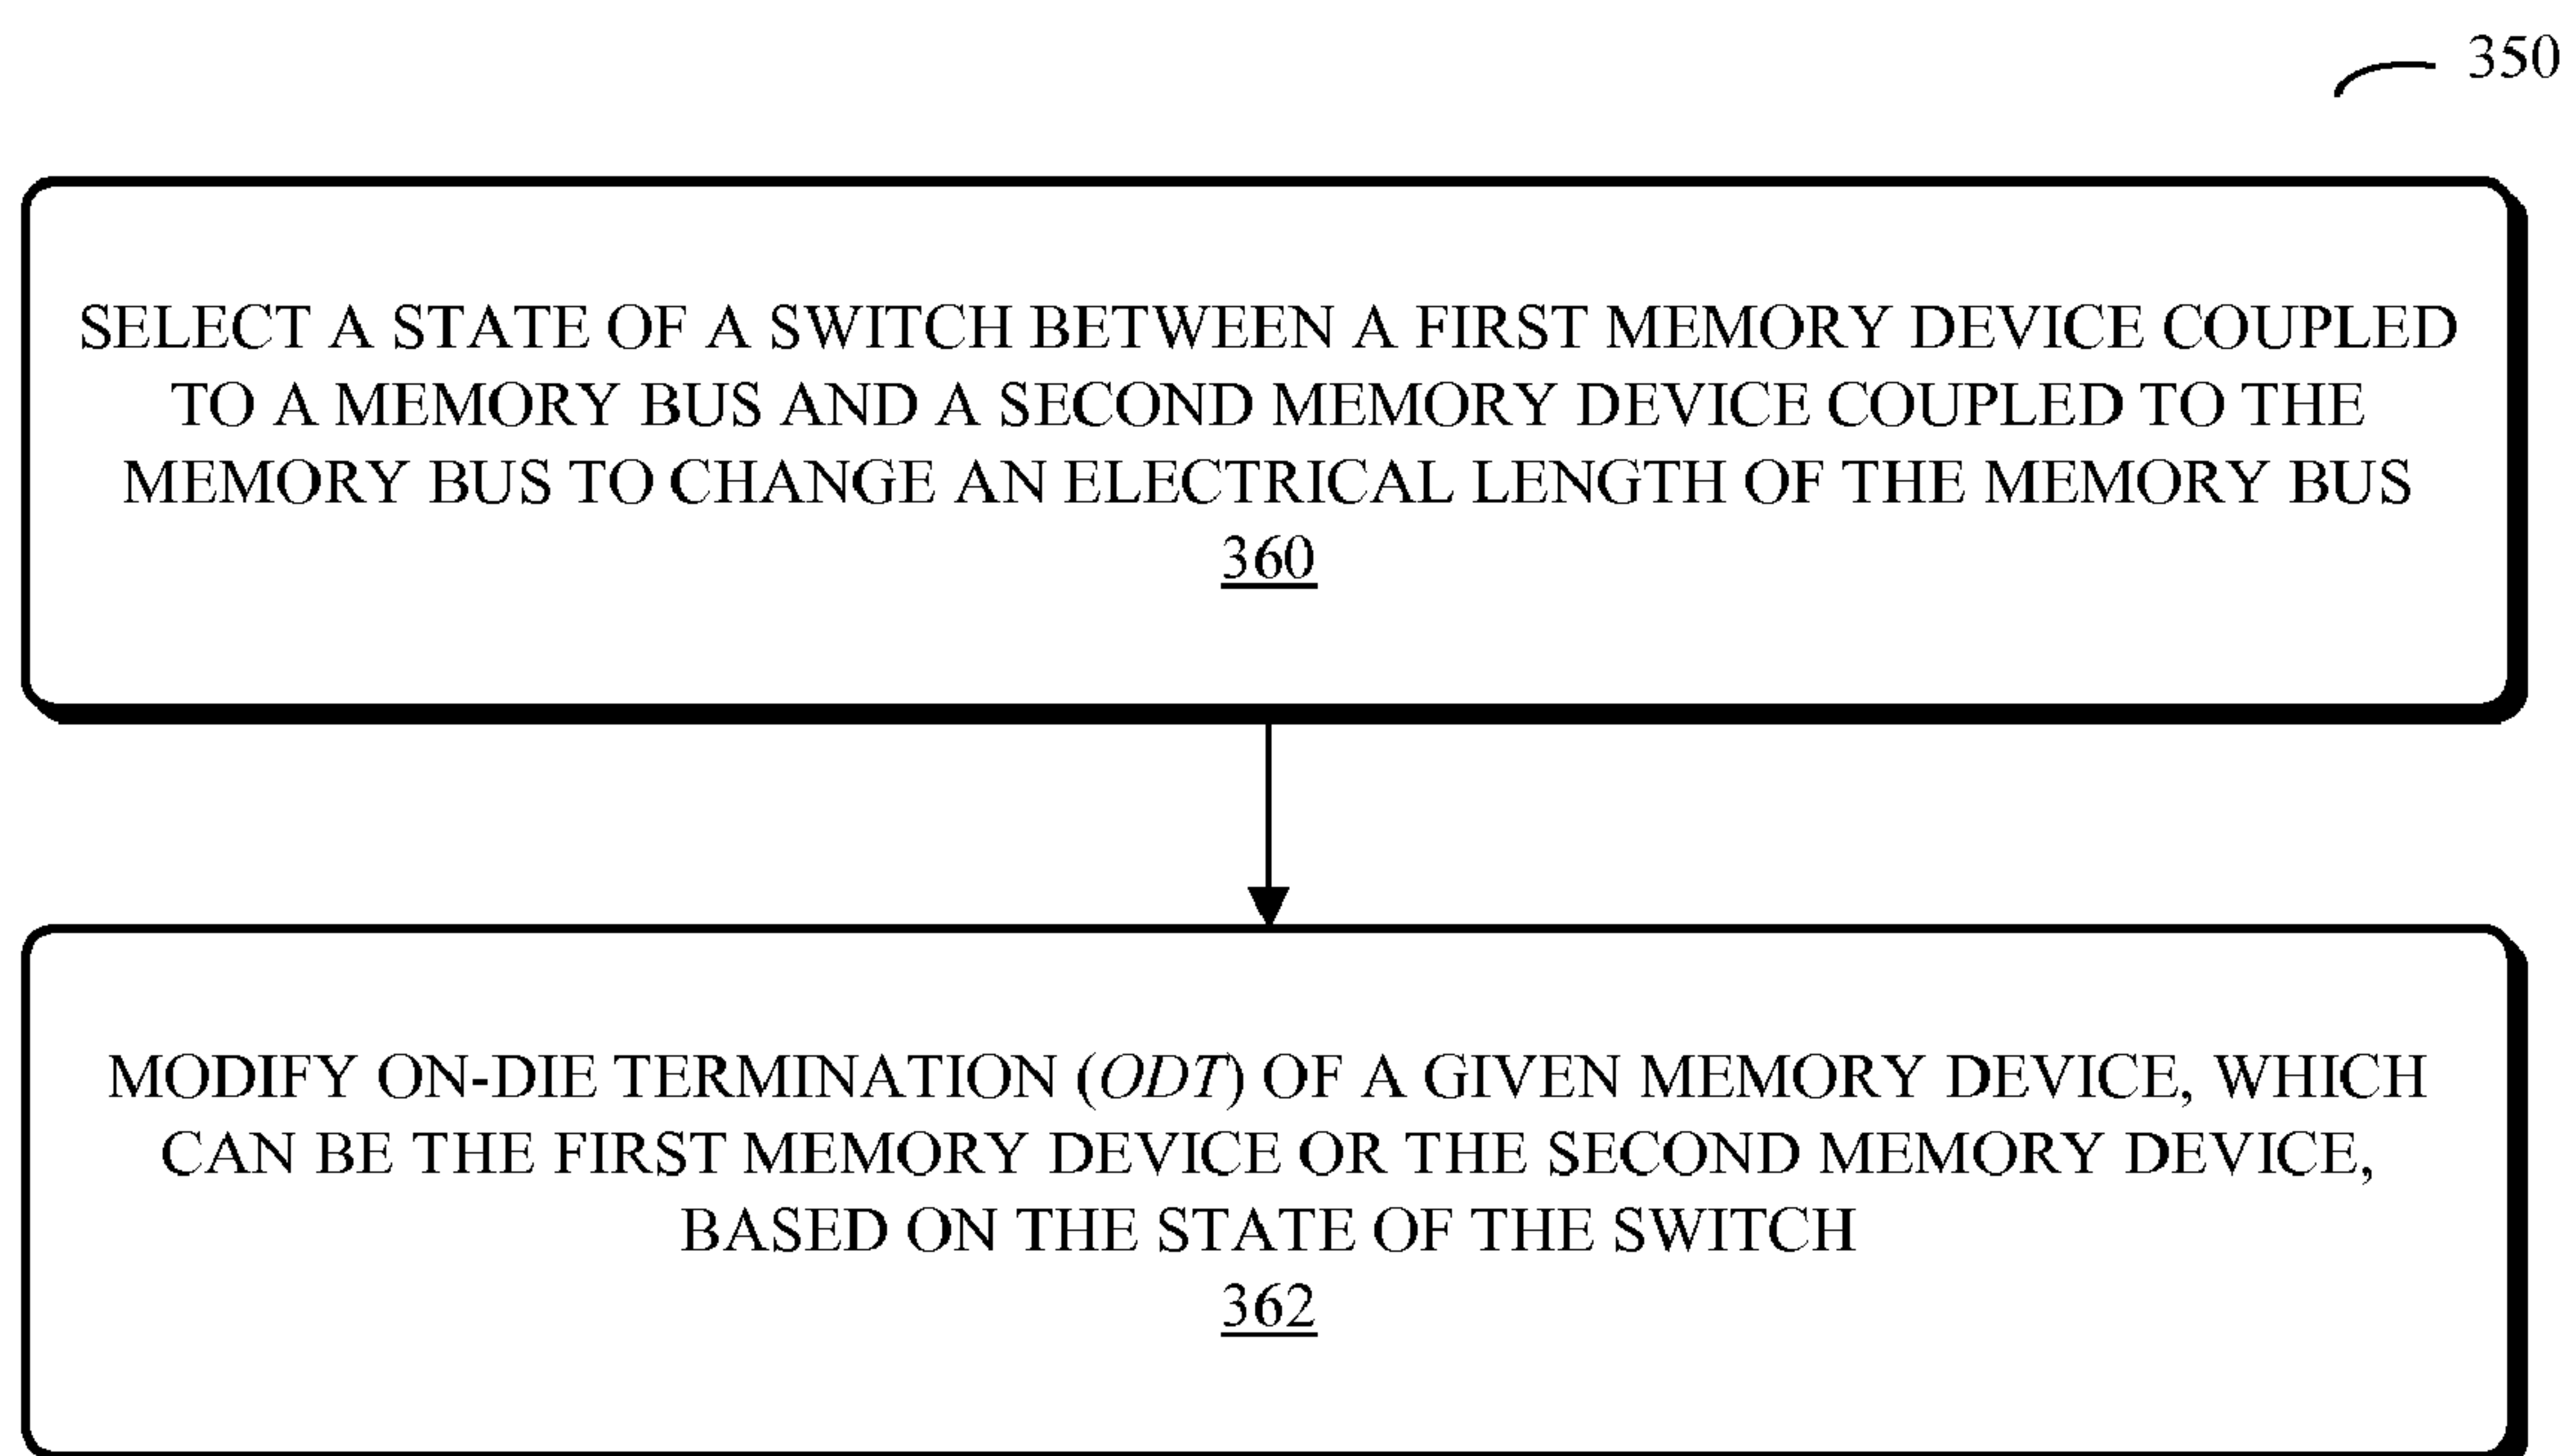 350
SELECT A STATE OF A SWITCH BETWEEN A FIRST MEMORY DEVICE COUPLED
TO A MEMORY BUS AND A SECOND MEMORY DEVICE COUPLED TO THE
MEMORY BUS TO CHANGE AN ELECTRICAL LENGTH OF THE MEMORY BUS
360
MODIFY ON-DIE TERMINATION (ODT) OF A GIVEN MEMORY DEVICE, WHICH
CAN BE THE FIRST MEMORY DEVICE OR THE SECOND MEMORY DEVICE,
BASED ON THE STATE OF THE SWITCH
362